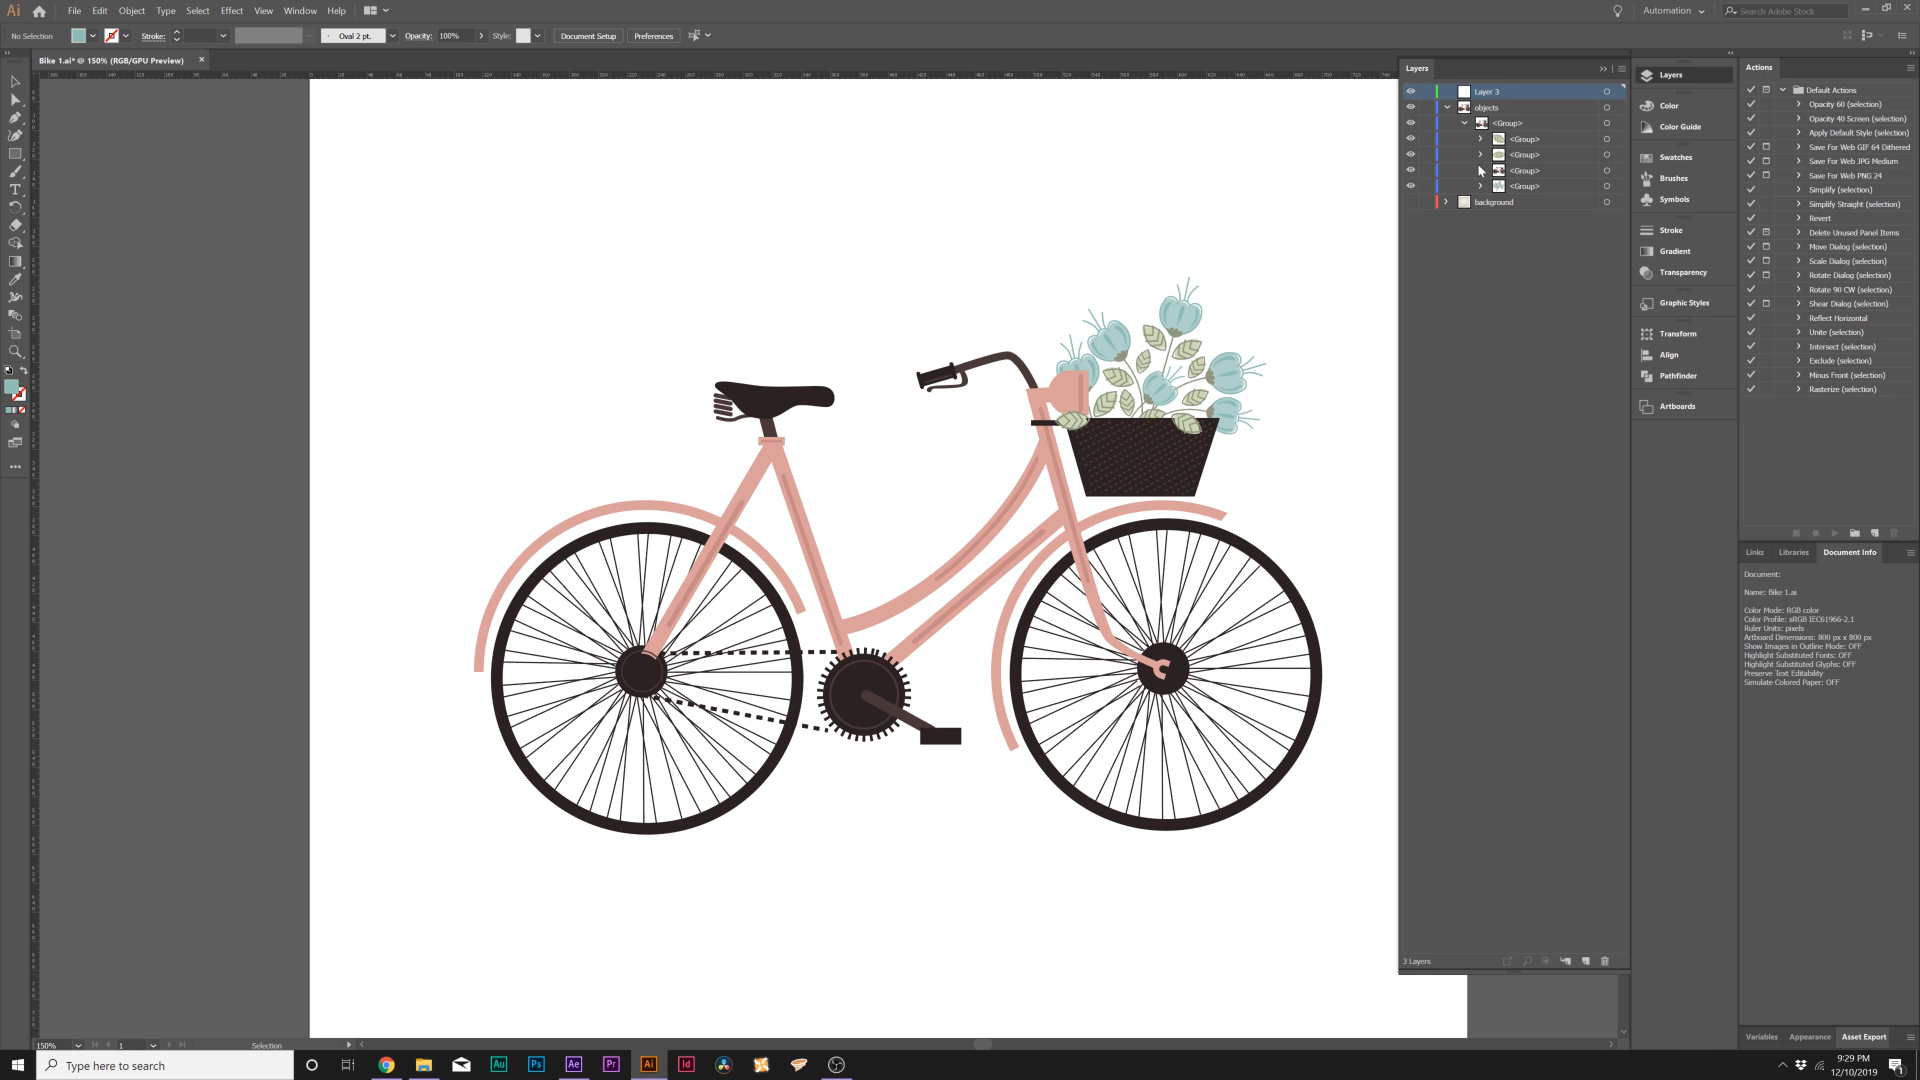 Ai
File Edit Object Type Select Effect View Window Help
Automation
Search Adobe Stock
No Selection
Stroke:
Oval 2 pt.
Opacity: 100%
Style:
Document Setup
Preferences
Bike 1.ai* @ 150% (RGB/GPU Preview)
Layers
Layer 3
objects
<Group>
<Group>
<Group>
<Group>
<Group>
background
3 Layers
Layers
Color
Color Guide
Swatches
Brushes
Symbols
Stroke
Gradient
Transparency
Graphic Styles
Transform
Align
Pathfinder
Artboards
Actions
Default Actions
Opacity 60 (selection)
Opacity 40 Screen (selection)
Apply Default Style (selection)
Save For Web GIF 64 Dithered
Save For Web JPG Medium
Save For Web PNG 24
Simplify (selection)
Simplify Straight (selection)
Revert
Delete Unused Panel Items
Move Dialog (selection)
Scale Dialog (selection)
Rotate Dialog (selection)
Rotate 90 CW (selection)
Shear Dialog (selection)
Reflect Horizontal
Unite (selection)
Intersect (selection)
Exclude (selection)
Minus Front (selection)
Rasterize (selection)
Links Libraries Document Info
Document:
Name: Bike 1.ai
Color Mode: RGB color
Color Profile: sRGB IEC61966-2.1
Ruler Units: pixels
Artboard Dimensions: 800 px x 800 px
Show Images in Outline Mode: OFF
Highlight Substituted Fonts: OFF
Highlight Substituted Glyphs: OFF
Preserve Text Editability
Simulate Colored Paper: OFF
Variables Appearance Asset Export
150%
1
Selection
Type here to search
Au Ps Ae Pr Ai Id
9:29 PM
12/10/2019
1